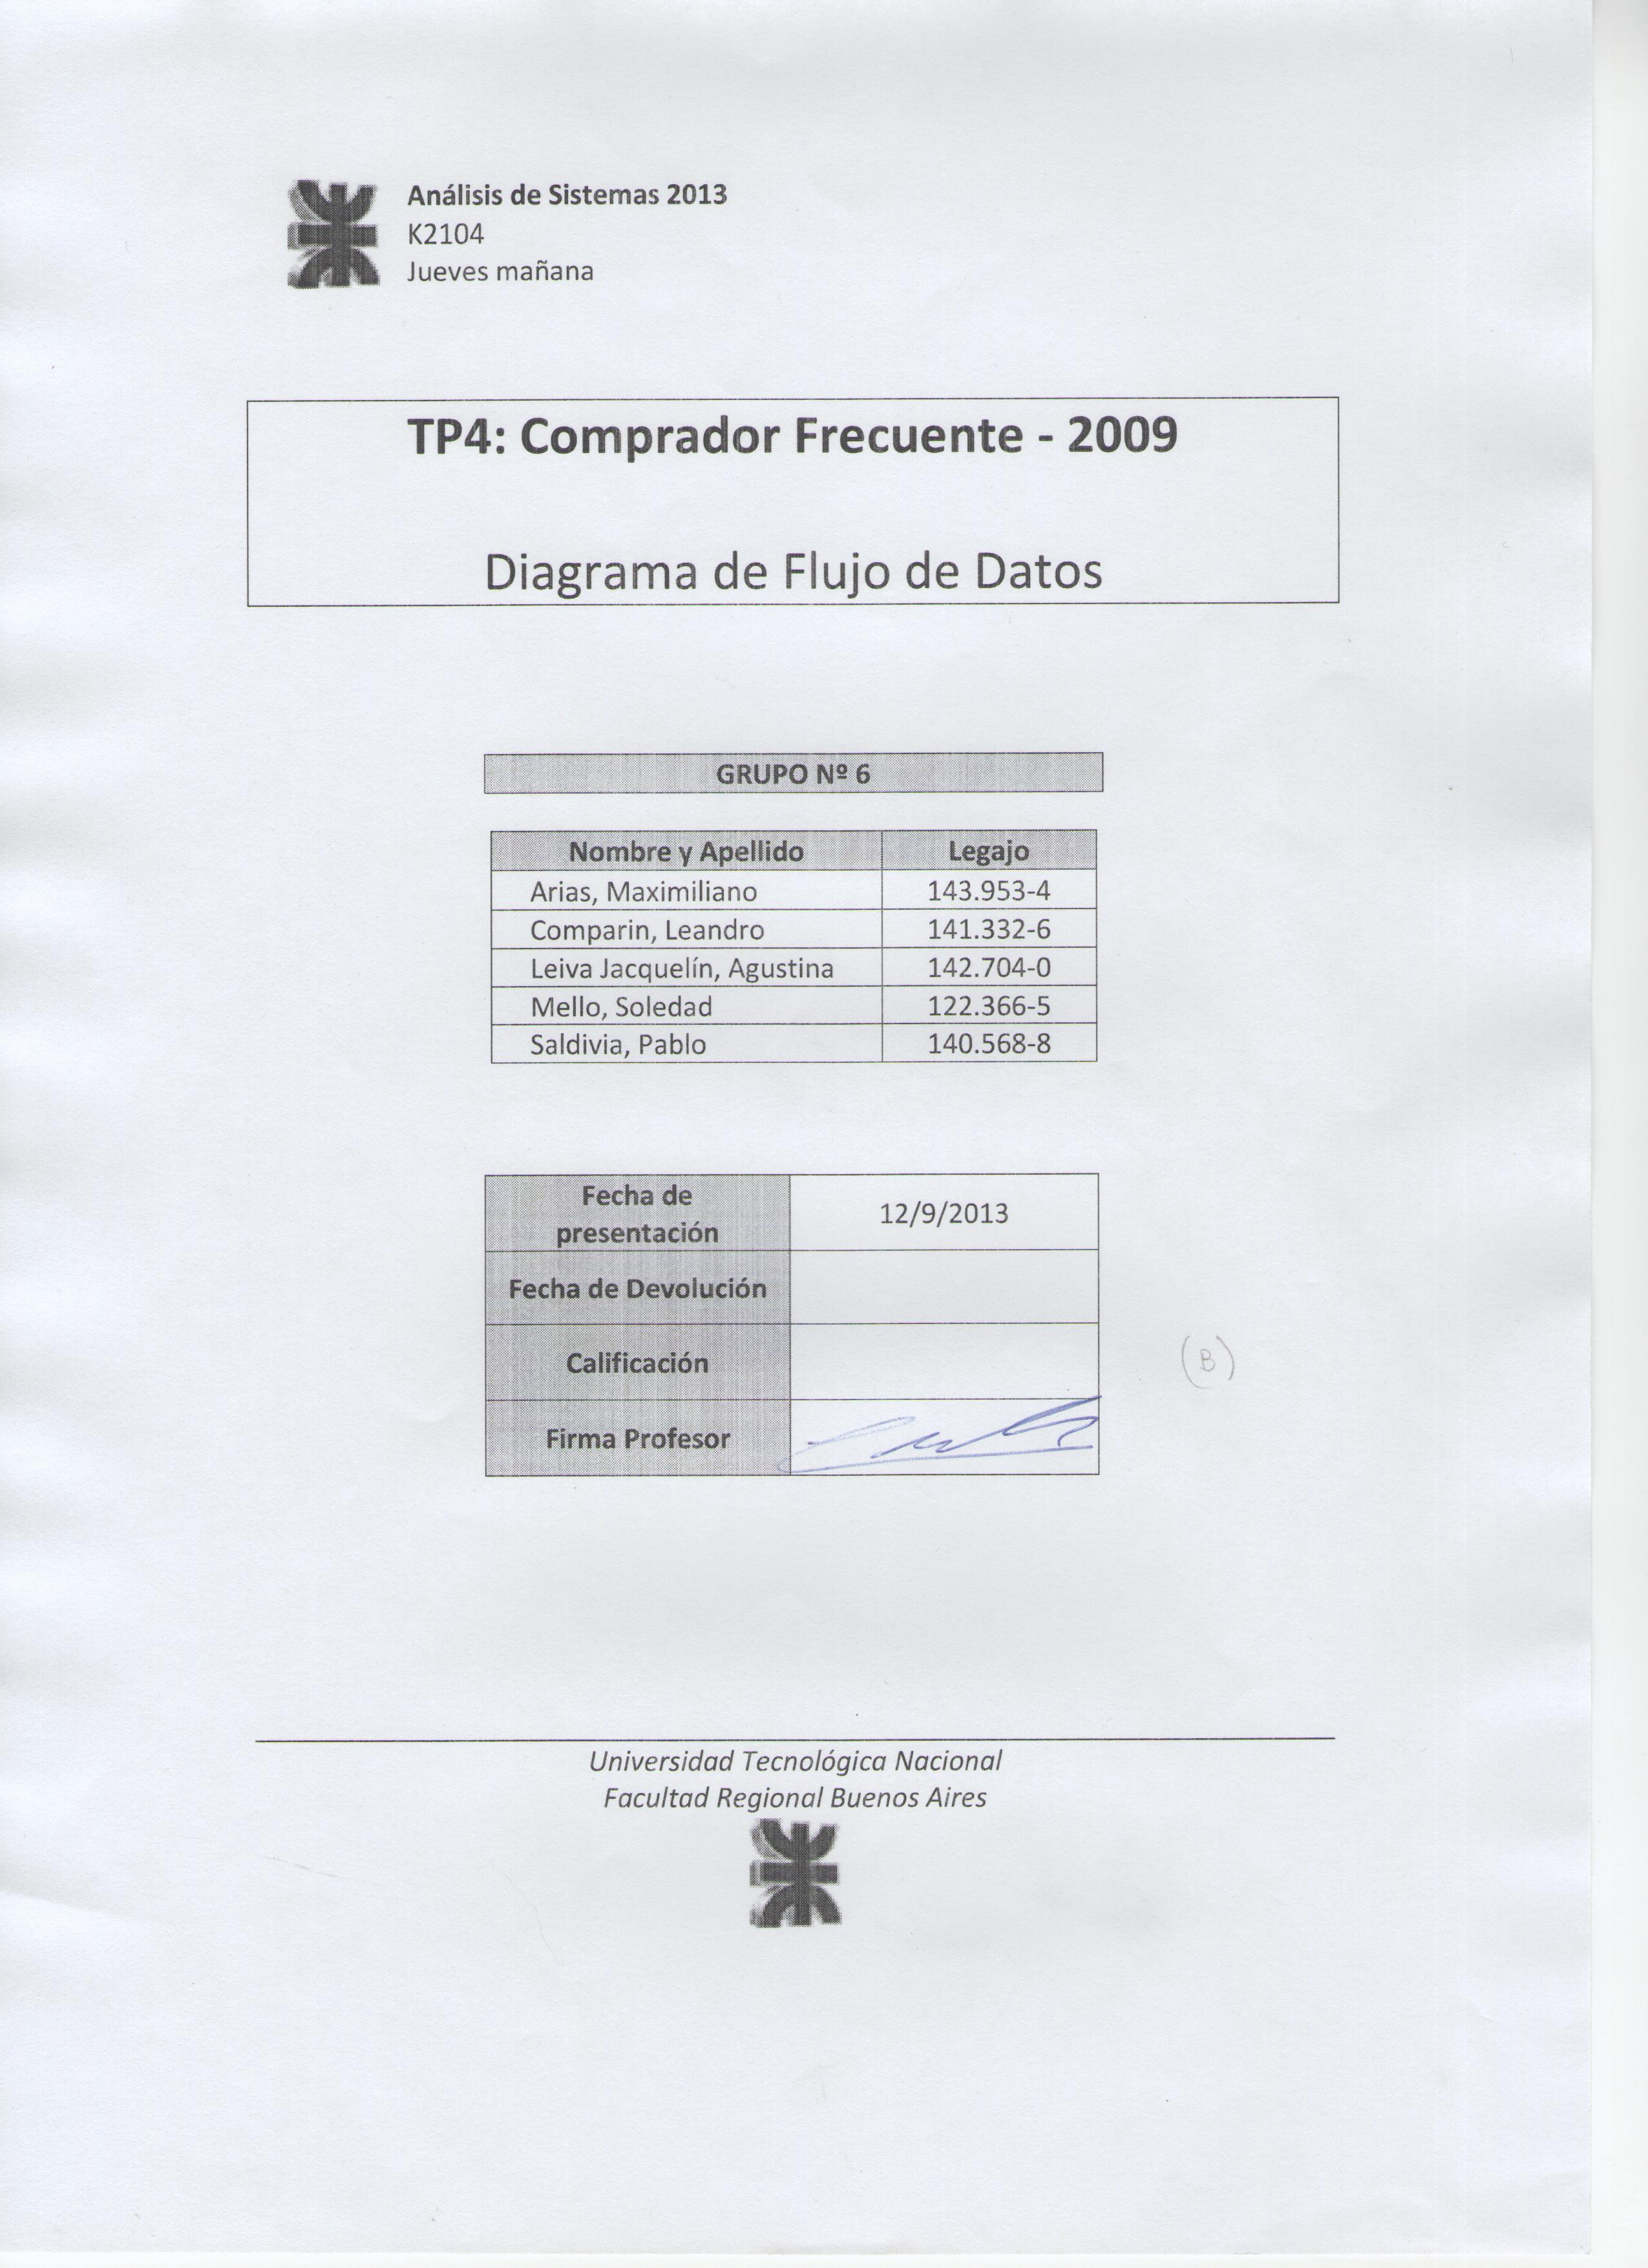 Análisis de Sistemas 2013
K2104
Jueves mañana
TP4: Comprador Frecuente - 2009
Diagrama de Flujo de Datos
GRUPO Nº 6
Nombre y Apellido Legajo
Arias, Maximiliano 143.953-4
Comparin, Leandro 141.332-6
Leiva Jacquelín, Agustina 142.704-0
Mello, Soledad 122.366-5
Saldivia, Pablo 140.568-8
Fecha de
presentación 12/9/2013
Fecha de Devolución
Calificación
(B)
Firma Profesor
Universidad Tecnológica Nacional
Facultad Regional Buenos Aires